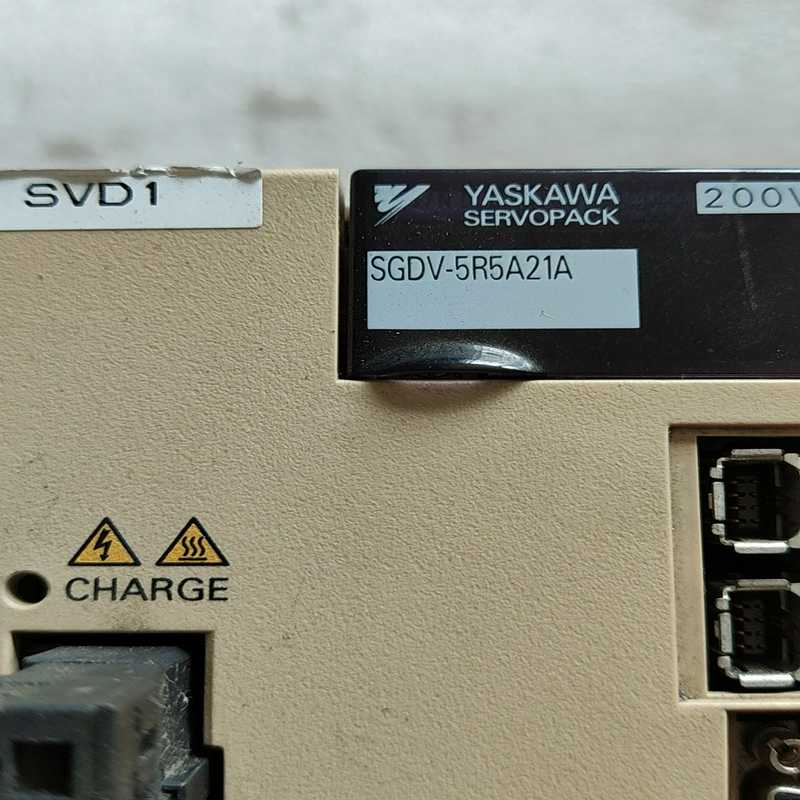 SVD1
YASKAWA
SERVOPACK
200V
SGDV-5R5A21A
CHARGE